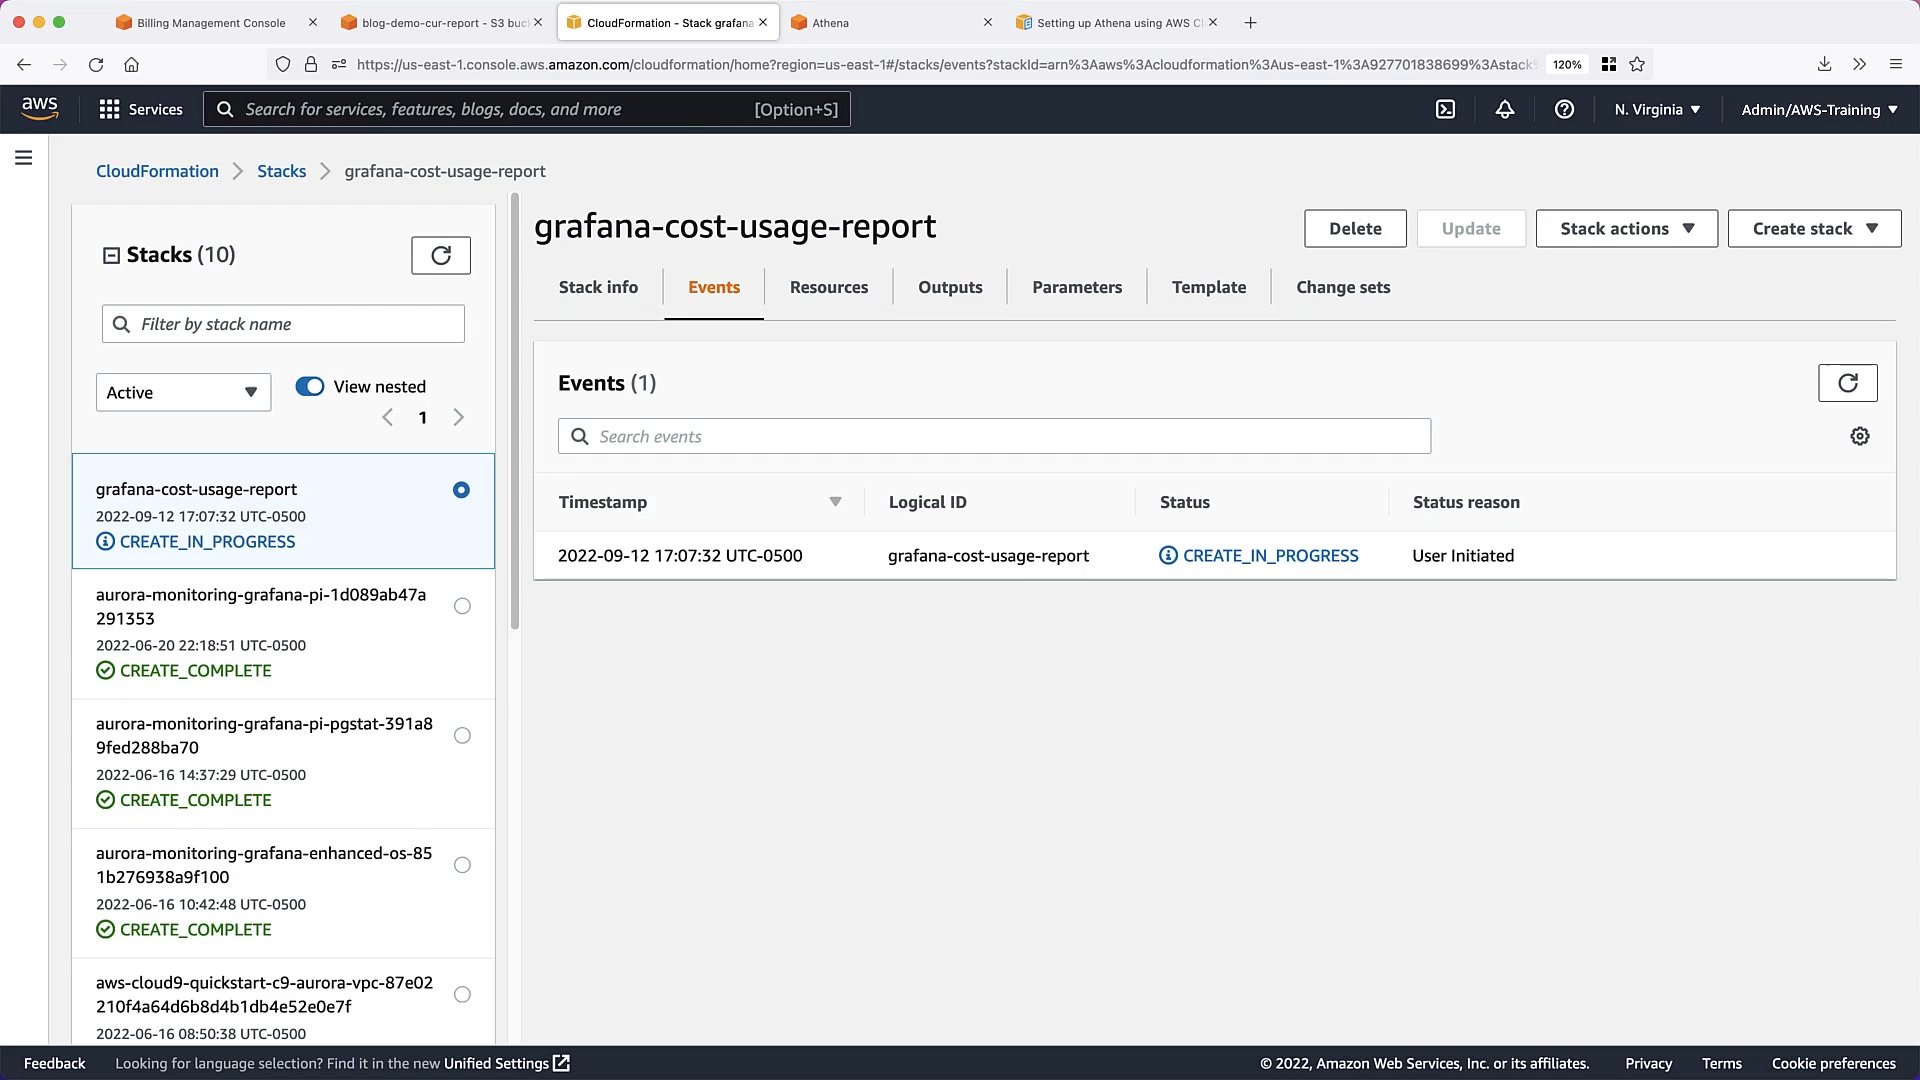 Billing Management Console
blog-demo-cur-report - S3 buc
CloudFormation - Stack grafana
Athena
Setting up Athena using AWS C
https://us-east-1.console.aws.amazon.com/cloudformation/home?region=us-east-1#/stacks/events?stackId=arn%3Aaws%3Acloudformation%3Aus-east-1%3A927701838699%3Astack
120%
aws
Services
Search for services, features, blogs, docs, and more
[Option+S]
N. Virginia
Admin/AWS-Training
CloudFormation
Stacks
grafana-cost-usage-report
Stacks (10)
Filter by stack name
Active
View nested
1
grafana-cost-usage-report
2022-09-12 17:07:32 UTC-0500
CREATE_IN_PROGRESS
aurora-monitoring-grafana-pi-1d089ab47a
291353
2022-06-20 22:18:51 UTC-0500
CREATE_COMPLETE
aurora-monitoring-grafana-pi-pgstat-391a8
9fed288ba70
2022-06-16 14:37:29 UTC-0500
CREATE_COMPLETE
aurora-monitoring-grafana-enhanced-os-85
1b276938a9f100
2022-06-16 10:42:48 UTC-0500
CREATE_COMPLETE
aws-cloud9-quickstart-c9-aurora-vpc-87e02
210f4a64d6b8d4b1db4e52e0e7f
2022-06-16 08:50:38 UTC-0500
grafana-cost-usage-report
Delete
Update
Stack actions
Create stack
Stack info
Events
Resources
Outputs
Parameters
Template
Change sets
Events (1)
Search events
Timestamp
Logical ID
Status
Status reason
2022-09-12 17:07:32 UTC-0500
grafana-cost-usage-report
CREATE_IN_PROGRESS
User Initiated
Feedback
Looking for language selection? Find it in the new Unified Settings
© 2022, Amazon Web Services, Inc. or its affiliates.
Privacy
Terms
Cookie preferences